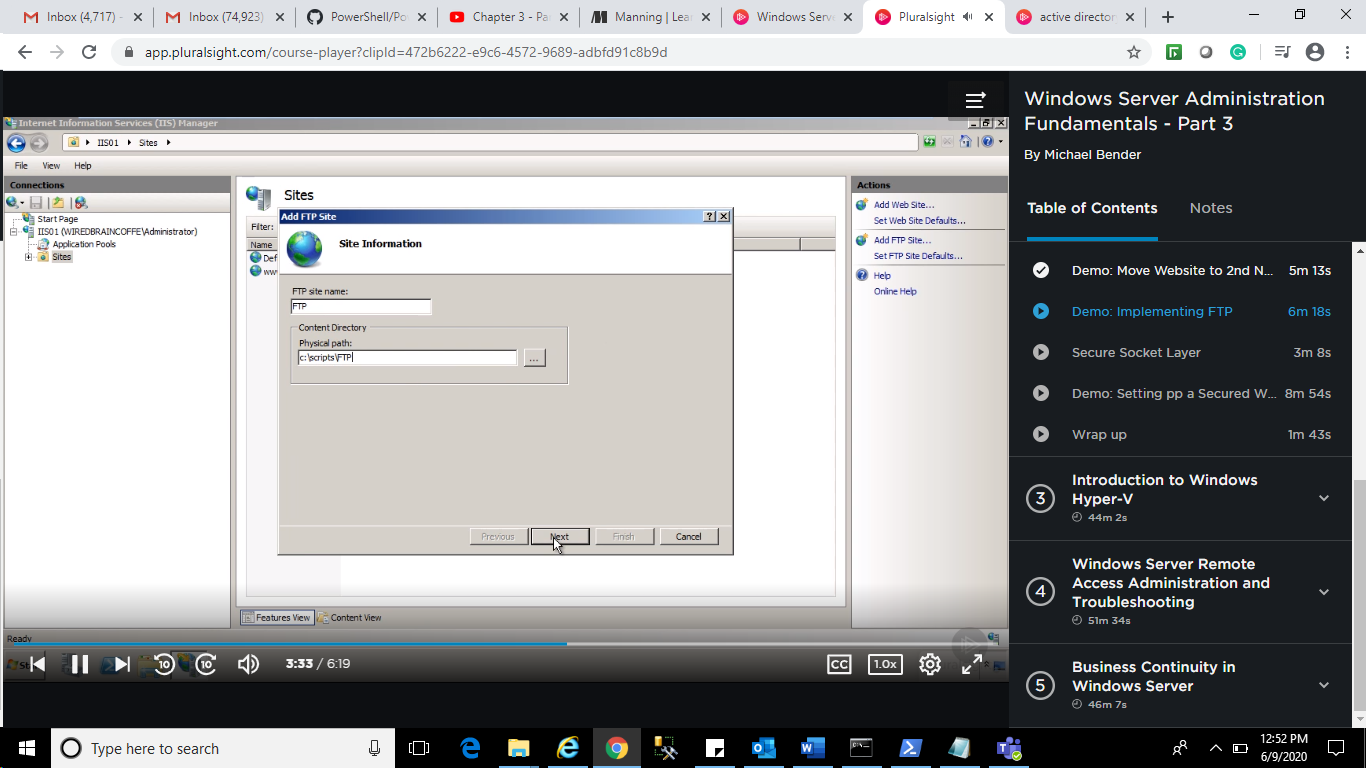 Inbox (4,717) -
Inbox (74,923)
PowerShell/Po
Chapter 3 - Pa
Manning | Lea
Windows Serv
Pluralsight
active director
app.pluralsight.com/course-player?clipId=472b6222-e9c6-4572-9689-adbfd91c8b9d
Internet Information Services (IIS) Manager
IIS01 Sites
File View Help
Connections
Start Page
IIS01 (WIREDBRAINCOFFE\Administrator)
Application Pools
Sites
Sites
Filter:
Name
Def
ww
Add FTP Site
Site Information
FTP site name:
FTP
Content Directory
Physical path:
c:\scripts\FTP
...
Previous Next Finish Cancel
Features View Content View
Actions
Add Web Site...
Set Web Site Defaults...
Add FTP Site...
Set FTP Site Defaults...
Help
Online Help
Ready
10 10 3:33 / 6:19 CC 1.0x
Windows Server Administration
Fundamentals - Part 3
By Michael Bender
Table of Contents Notes
Demo: Move Website to 2nd N... 5m 13s
Demo: Implementing FTP 6m 18s
Secure Socket Layer 3m 8s
Demo: Setting pp a Secured W... 8m 54s
Wrap up 1m 43s
3 Introduction to Windows
Hyper-V
44m 2s
4 Windows Server Remote
Access Administration and
Troubleshooting
51m 34s
5 Business Continuity in
Windows Server
46m 7s
Type here to search
12:52 PM
6/9/2020